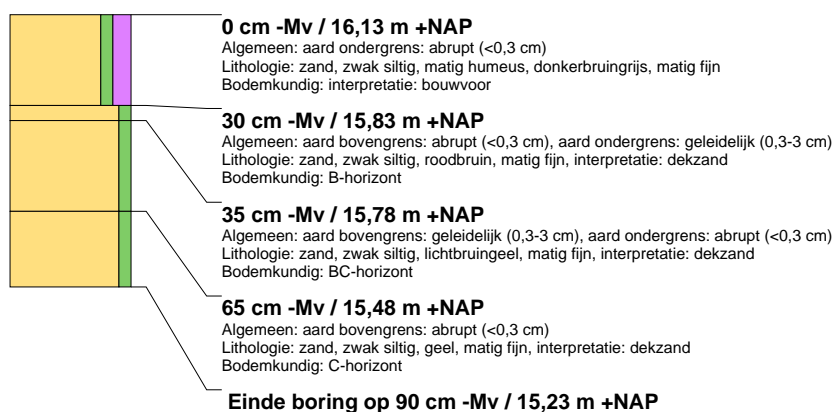 0 cm -Mv / 16,13 m +NAP
Algemeen: aard ondergrens: abrupt (<0,3 cm)
Lithologie: zand, zwak siltig, matig humeus, donkerbruingrijs, matig fijn
Bodemkundig: interpretatie: bouwvoor
30 cm -Mv / 15,83 m +NAP
Algemeen: aard bovengrens: abrupt (<0,3 cm), aard ondergrens: geleidelijk (0,3-3 cm)
Lithologie: zand, zwak siltig, roodbruin, matig fijn, interpretatie: dekzand
Bodemkundig: B-horizont
35 cm -Mv / 15,78 m +NAP
Algemeen: aard bovengrens: geleidelijk (0,3-3 cm), aard ondergrens: abrupt (<0,3 cm)
Lithologie: zand, zwak siltig, lichtbruingeel, matig fijn, interpretatie: dekzand
Bodemkundig: BC-horizont
65 cm -Mv / 15,48 m +NAP
Algemeen: aard bovengrens: abrupt (<0,3 cm)
Lithologie: zand, zwak siltig, geel, matig fijn, interpretatie: dekzand
Bodemkundig: C-horizont
Einde boring op 90 cm -Mv / 15,23 m +NAP